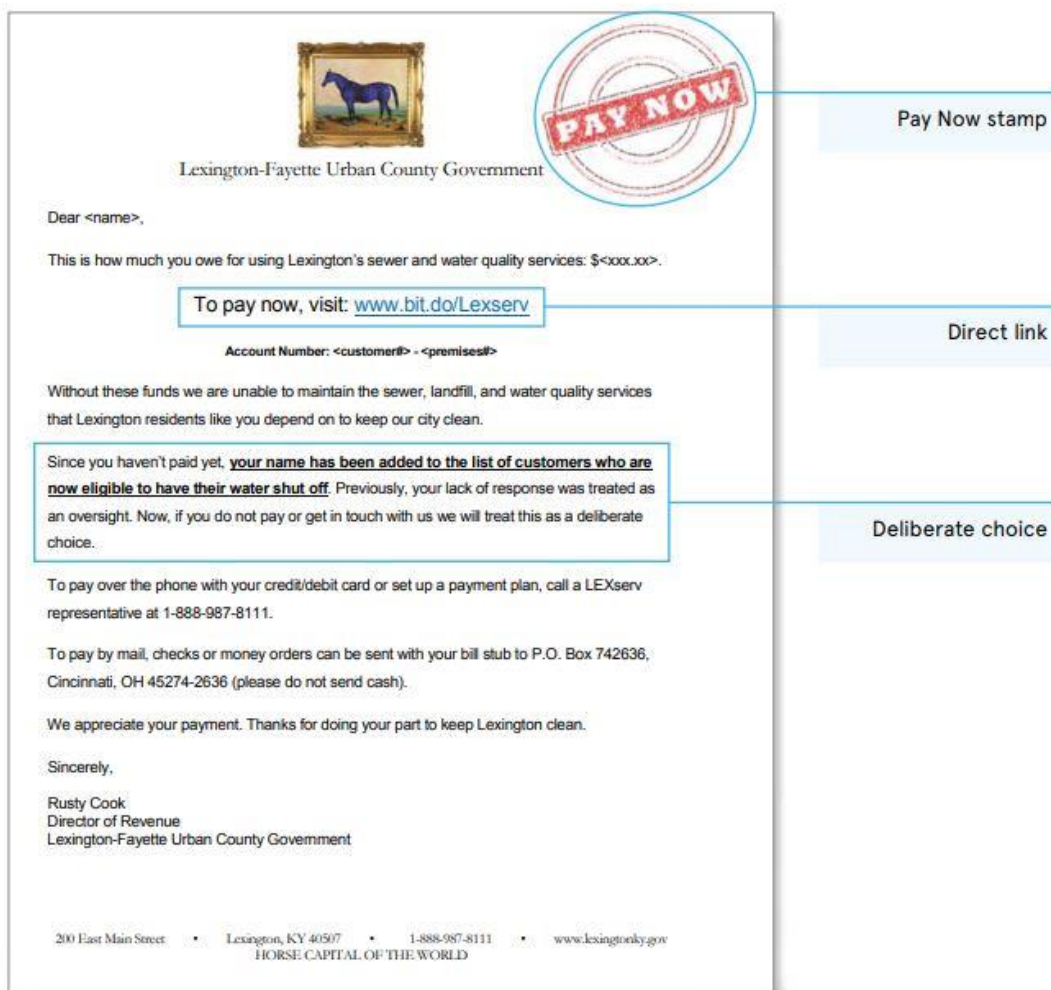 PAY NOW
Lexington-Fayette Urban County Government
Pay Now stamp
Dear <name>,
This is how much you owe for using Lexington's sewer and water quality services: $<xxx.xx>.
To pay now, visit: www.bit.do/Lexserv
Direct link
Account Number: <customer#> - <premises#>
Without these funds we are unable to maintain the sewer, landfill, and water quality services
that Lexington residents like you depend on to keep our city clean.
Since you haven't paid yet, your name has been added to the list of customers who are
now eligible to have their water shut off. Previously, your lack of response was treated as
an oversight. Now, if you do not pay or get in touch with us we will treat this as a deliberate
choice.
Deliberate choice
To pay over the phone with your credit/debit card or set up a payment plan, call a LEXserv
representative at 1-888-987-8111.
To pay by mail, checks or money orders can be sent with your bill stub to P.O. Box 742636,
Cincinnati, OH 45274-2636 (please do not send cash).
We appreciate your payment. Thanks for doing your part to keep Lexington clean.
Sincerely,
Rusty Cook
Director of Revenue
Lexington-Fayette Urban County Government
200 East Main Street • Lexington, KY 40507 • 1-888-987-8111 • www.lexingtonky.gov
HORSE CAPITAL OF THE WORLD